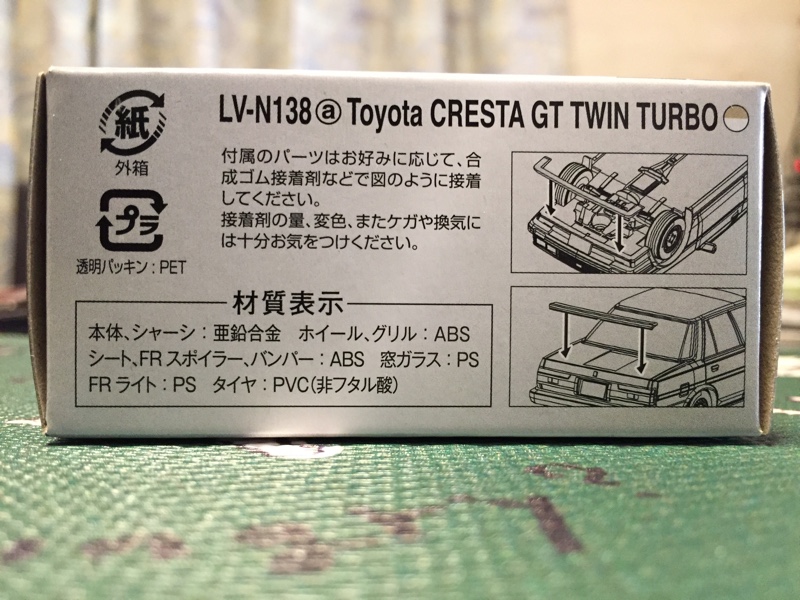 紙
外箱
プラ
透明パッキン：PET
LV-N138ⓐ Toyota CRESTA GT TWIN TURBO
付属のパーツはお好みに応じて、合
成ゴム接着剤などで図のように接着
してください。
接着剤の量、変色、またケガや換気に
は十分お気をつけください。
材質表示
本体、シャーシ：亜鉛合金 ホイール、グリル：ABS
シート、FRスポイラー、バンパー：ABS 窓ガラス：PS
FRライト：PS タイヤ：PVC（非フタル酸）